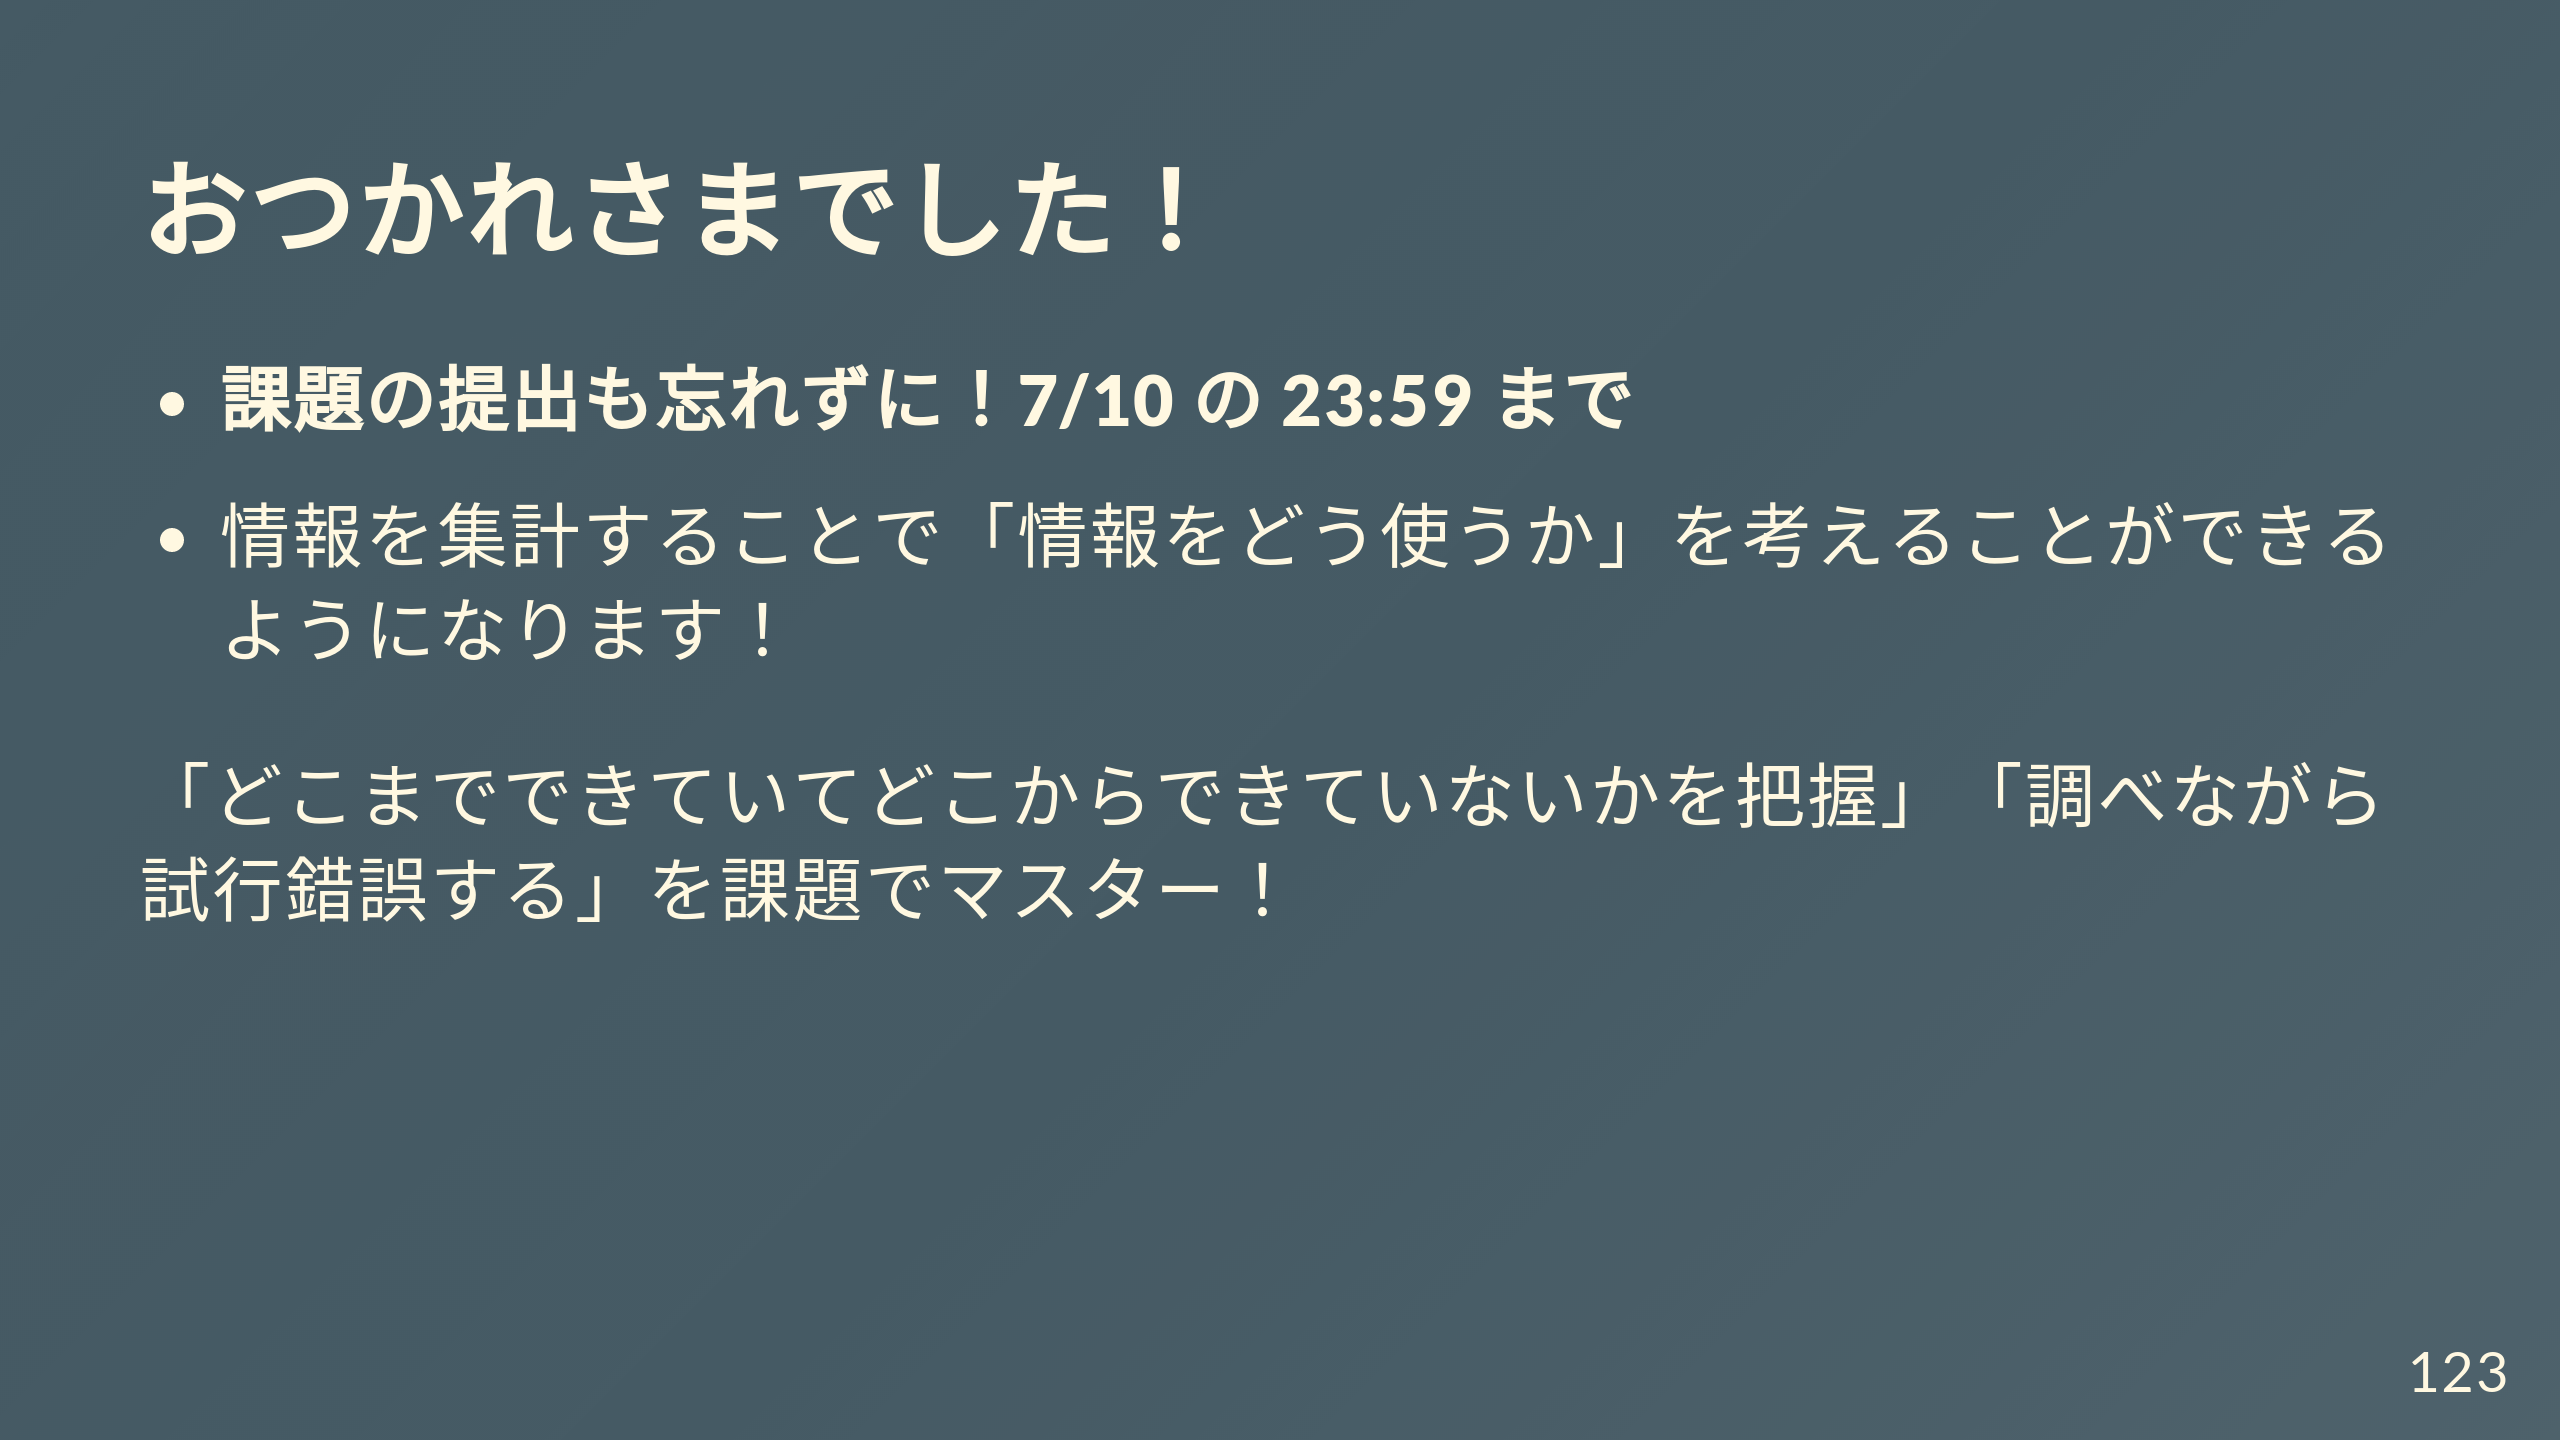 おつかれさまでした！
• 課題の提出も忘れずに！7/10 の 23:59 まで
• 情報を集計することで「情報をどう使うか」を考えることができる
ようになります！
「どこまでできていてどこからできていないかを把握」「調べながら
試行錯誤する」を課題でマスター！
123